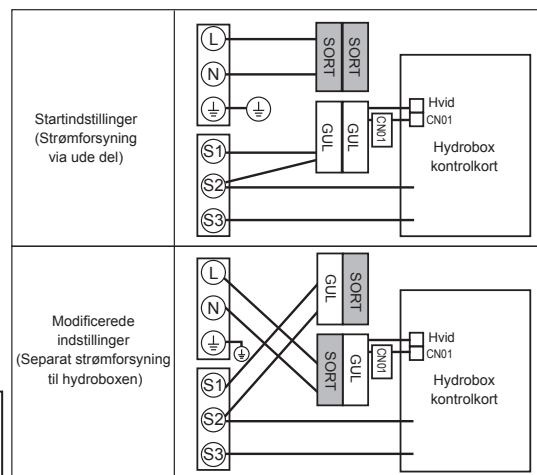 Startindstillinger
(Strømforsyning
via ude del)
L
N
S1
S2
S3
SORT
SORT
GUL
GUL
CN01
Hvid
CN01
Hydrobox
kontrolkort
Modificerede
indstillinger
(Separat strømforsyning
til hydroboxen)
L
N
S1
S2
S3
GUL
SORT
SORT
GUL
CN01
Hvid
CN01
Hydrobox
kontrolkort